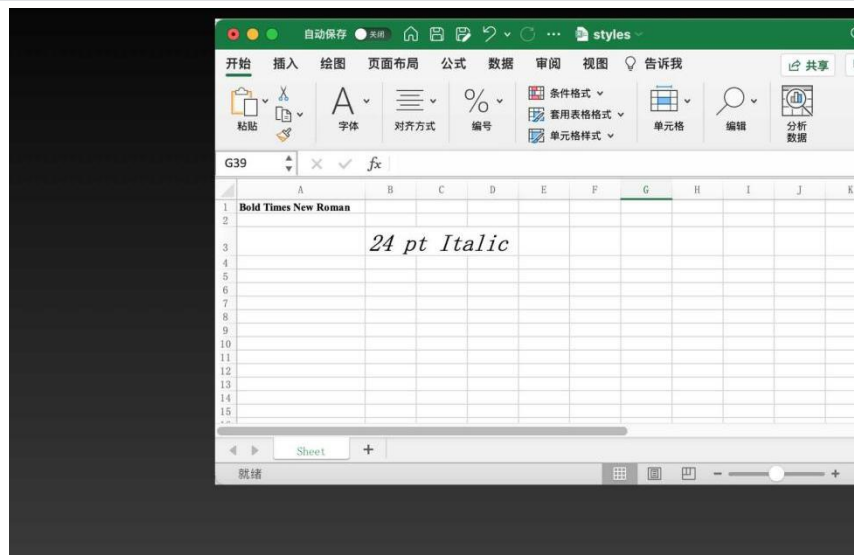 自动保存 关闭 styles
开始 插入 绘图 页面布局 公式 数据 审阅 视图 告诉我 共享
粘贴 字体 对齐方式 编号 条件格式 套用表格格式 单元格样式 单元格 编辑 分析数据
G39 fx
A B C D E F G H I J K
1 Bold Times New Roman
2
3 24 pt Italic
4
5
6
7
8
9
10
11
12
13
14
15
Sheet +
就绪